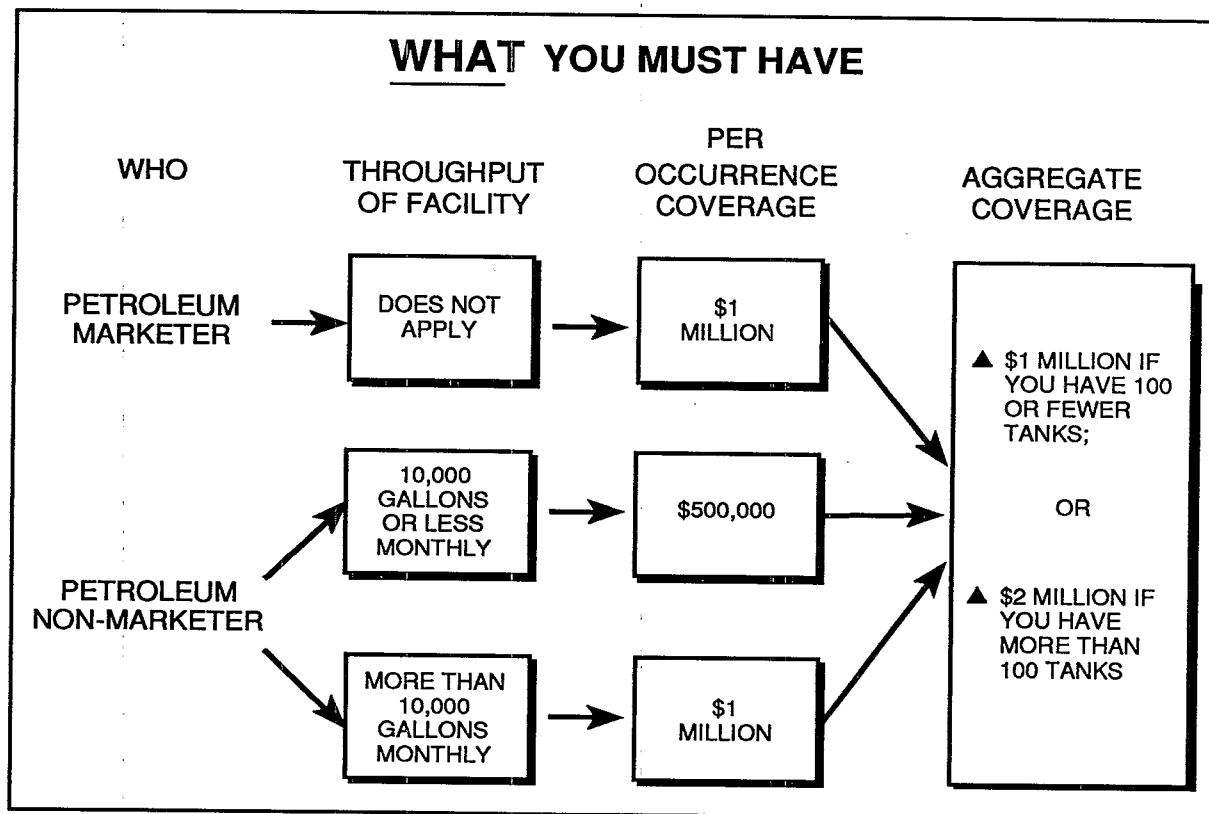 WHAT YOU MUST HAVE
WHO
THROUGHPUT
OF FACILITY
PER
OCCURRENCE
COVERAGE
AGGREGATE
COVERAGE
PETROLEUM
MARKETER
DOES NOT
APPLY
$1
MILLION
PETROLEUM
NON-MARKETER
10,000
GALLONS
OR LESS
MONTHLY
$500,000
MORE THAN
10,000
GALLONS
MONTHLY
$1
MILLION
▲ $1 MILLION IF
YOU HAVE 100
OR FEWER
TANKS;
OR
▲ $2 MILLION IF
YOU HAVE
MORE THAN
100 TANKS